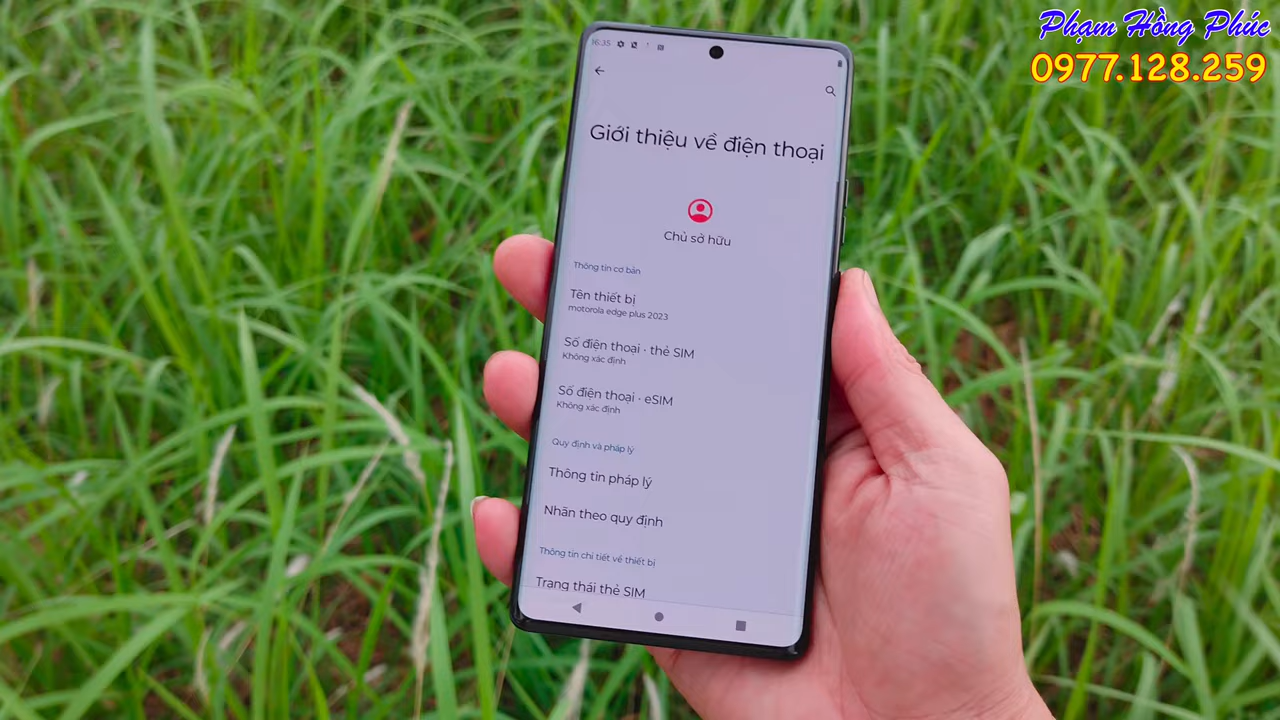 Phạm Hồng Phúc
0977.128.259
16:35
Giới thiệu về điện thoại
Chủ sở hữu
Thông tin cơ bản
Tên thiết bị
motorola edge plus 2023
Số điện thoại · thẻ SIM
Không xác định
Số điện thoại · eSIM
Không xác định
Quy định và pháp lý
Thông tin pháp lý
Nhãn theo quy định
Thông tin chi tiết về thiết bị
Trạng thái thẻ SIM